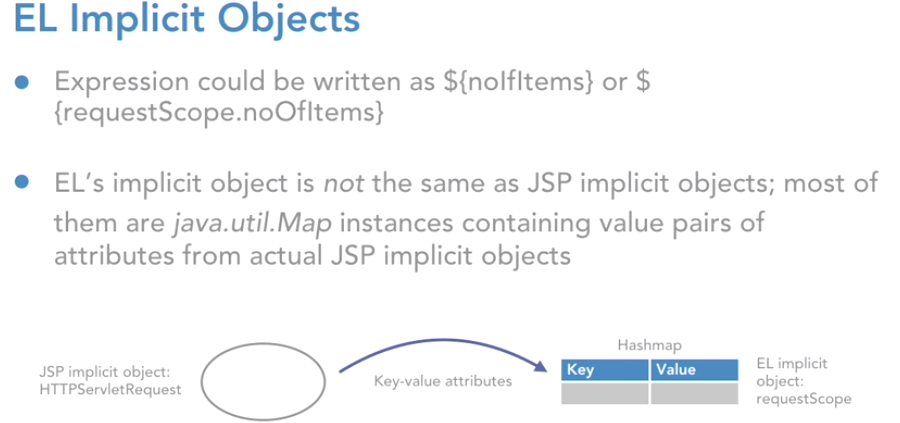 EL Implicit Objects
Expression could be written as ${noIfItems} or $
{requestScope.noOfItems}
EL's implicit object is not the same as JSP implicit objects; most of
them are java.util.Map instances containing value pairs of
attributes from actual JSP implicit objects
JSP implicit object:
HTTPServletRequest
Key-value attributes
Hashmap
Key Value
EL implicit
object:
requestScope